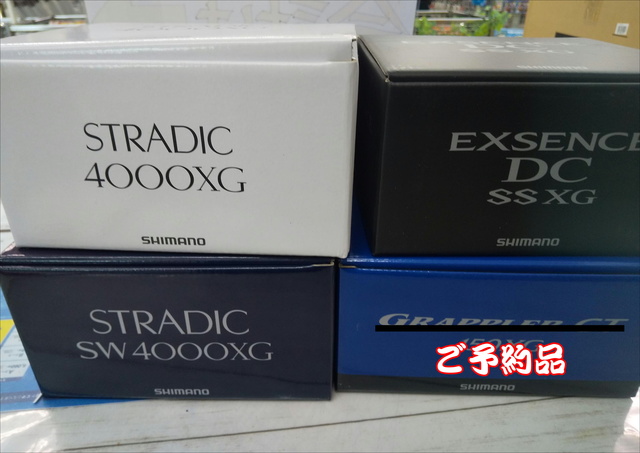 STRADIC
4000XG
SHIMANO
EXSENCE
DC
SS XG
SHIMANO
STRADIC
SW 4000XG
SHIMANO
GRAPPLER CT
150XG
ご予約品
SHIMANO